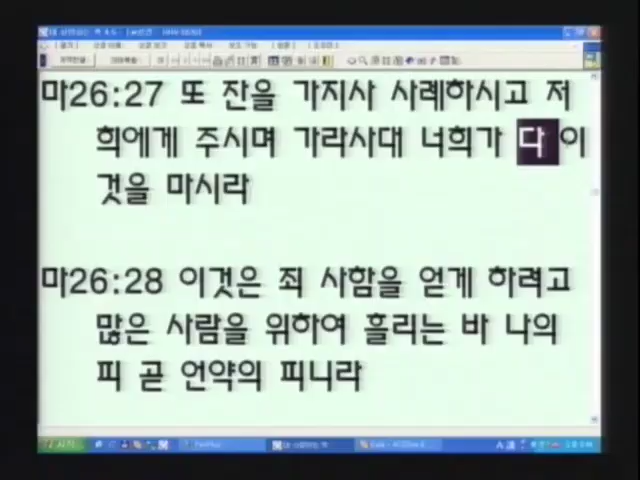 마26:27 또 잔을 가지사 사례하시고 저
희에게 주시며 가라사대 너희가 다 이
것을 마시라
마26:28 이것은 죄 사함을 얻게 하려고
많은 사람을 위하여 흘리는 바 나의
피 곧 언약의 피니라